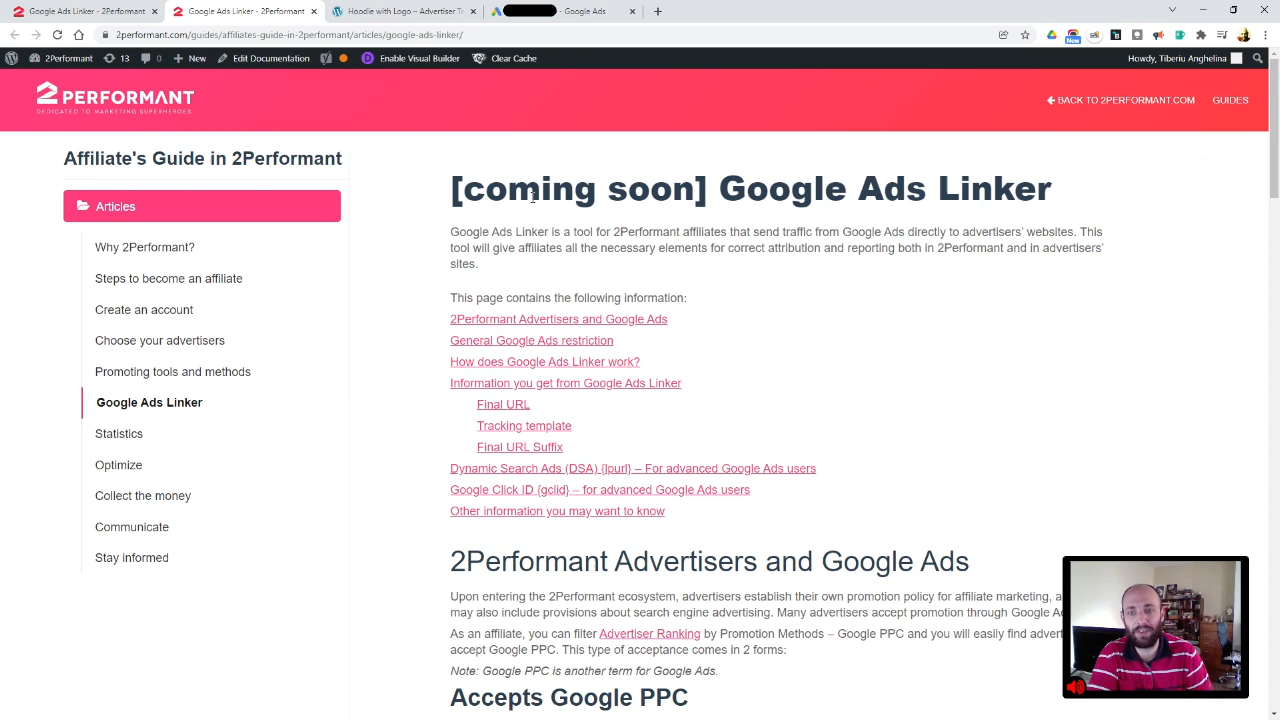 Google Ads Linker - 2Performant
Google Ads Linker - 2Performant
Hoodie with Logo – Advertiser T
- Google Ads
2performant.com/guides/affiliates-guide-in-2performant/articles/google-ads-linker/
New
2Performant
13
0
New
Edit Documentation
Enable Visual Builder
Clear Cache
Howdy, Tiberiu Anghelina
2PERFORMANT
DEDICATED TO MARKETING SUPERHEROES
BACK TO 2PERFORMANT.COM
GUIDES
Affiliate's Guide in 2Performant
Articles
Why 2Performant?
Steps to become an affiliate
Create an account
Choose your advertisers
Promoting tools and methods
Google Ads Linker
Statistics
Optimize
Collect the money
Communicate
Stay informed
[coming soon] Google Ads Linker
Google Ads Linker is a tool for 2Performant affiliates that send traffic from Google Ads directly to advertisers' websites. This
tool will give affiliates all the necessary elements for correct attribution and reporting both in 2Performant and in advertisers'
sites.
This page contains the following information:
2Performant Advertisers and Google Ads
General Google Ads restriction
How does Google Ads Linker work?
Information you get from Google Ads Linker
Final URL
Tracking template
Final URL Suffix
Dynamic Search Ads (DSA) {lpurl} – For advanced Google Ads users
Google Click ID {gclid} – for advanced Google Ads users
Other information you may want to know
2Performant Advertisers and Google Ads
Upon entering the 2Performant ecosystem, advertisers establish their own promotion policy for affiliate marketing, a
may also include provisions about search engine advertising. Many advertisers accept promotion through Google Ad
As an affiliate, you can filter Advertiser Ranking by Promotion Methods – Google PPC and you will easily find advert
accept Google PPC. This type of acceptance comes in 2 forms:
Note: Google PPC is another term for Google Ads.
Accepts Google PPC